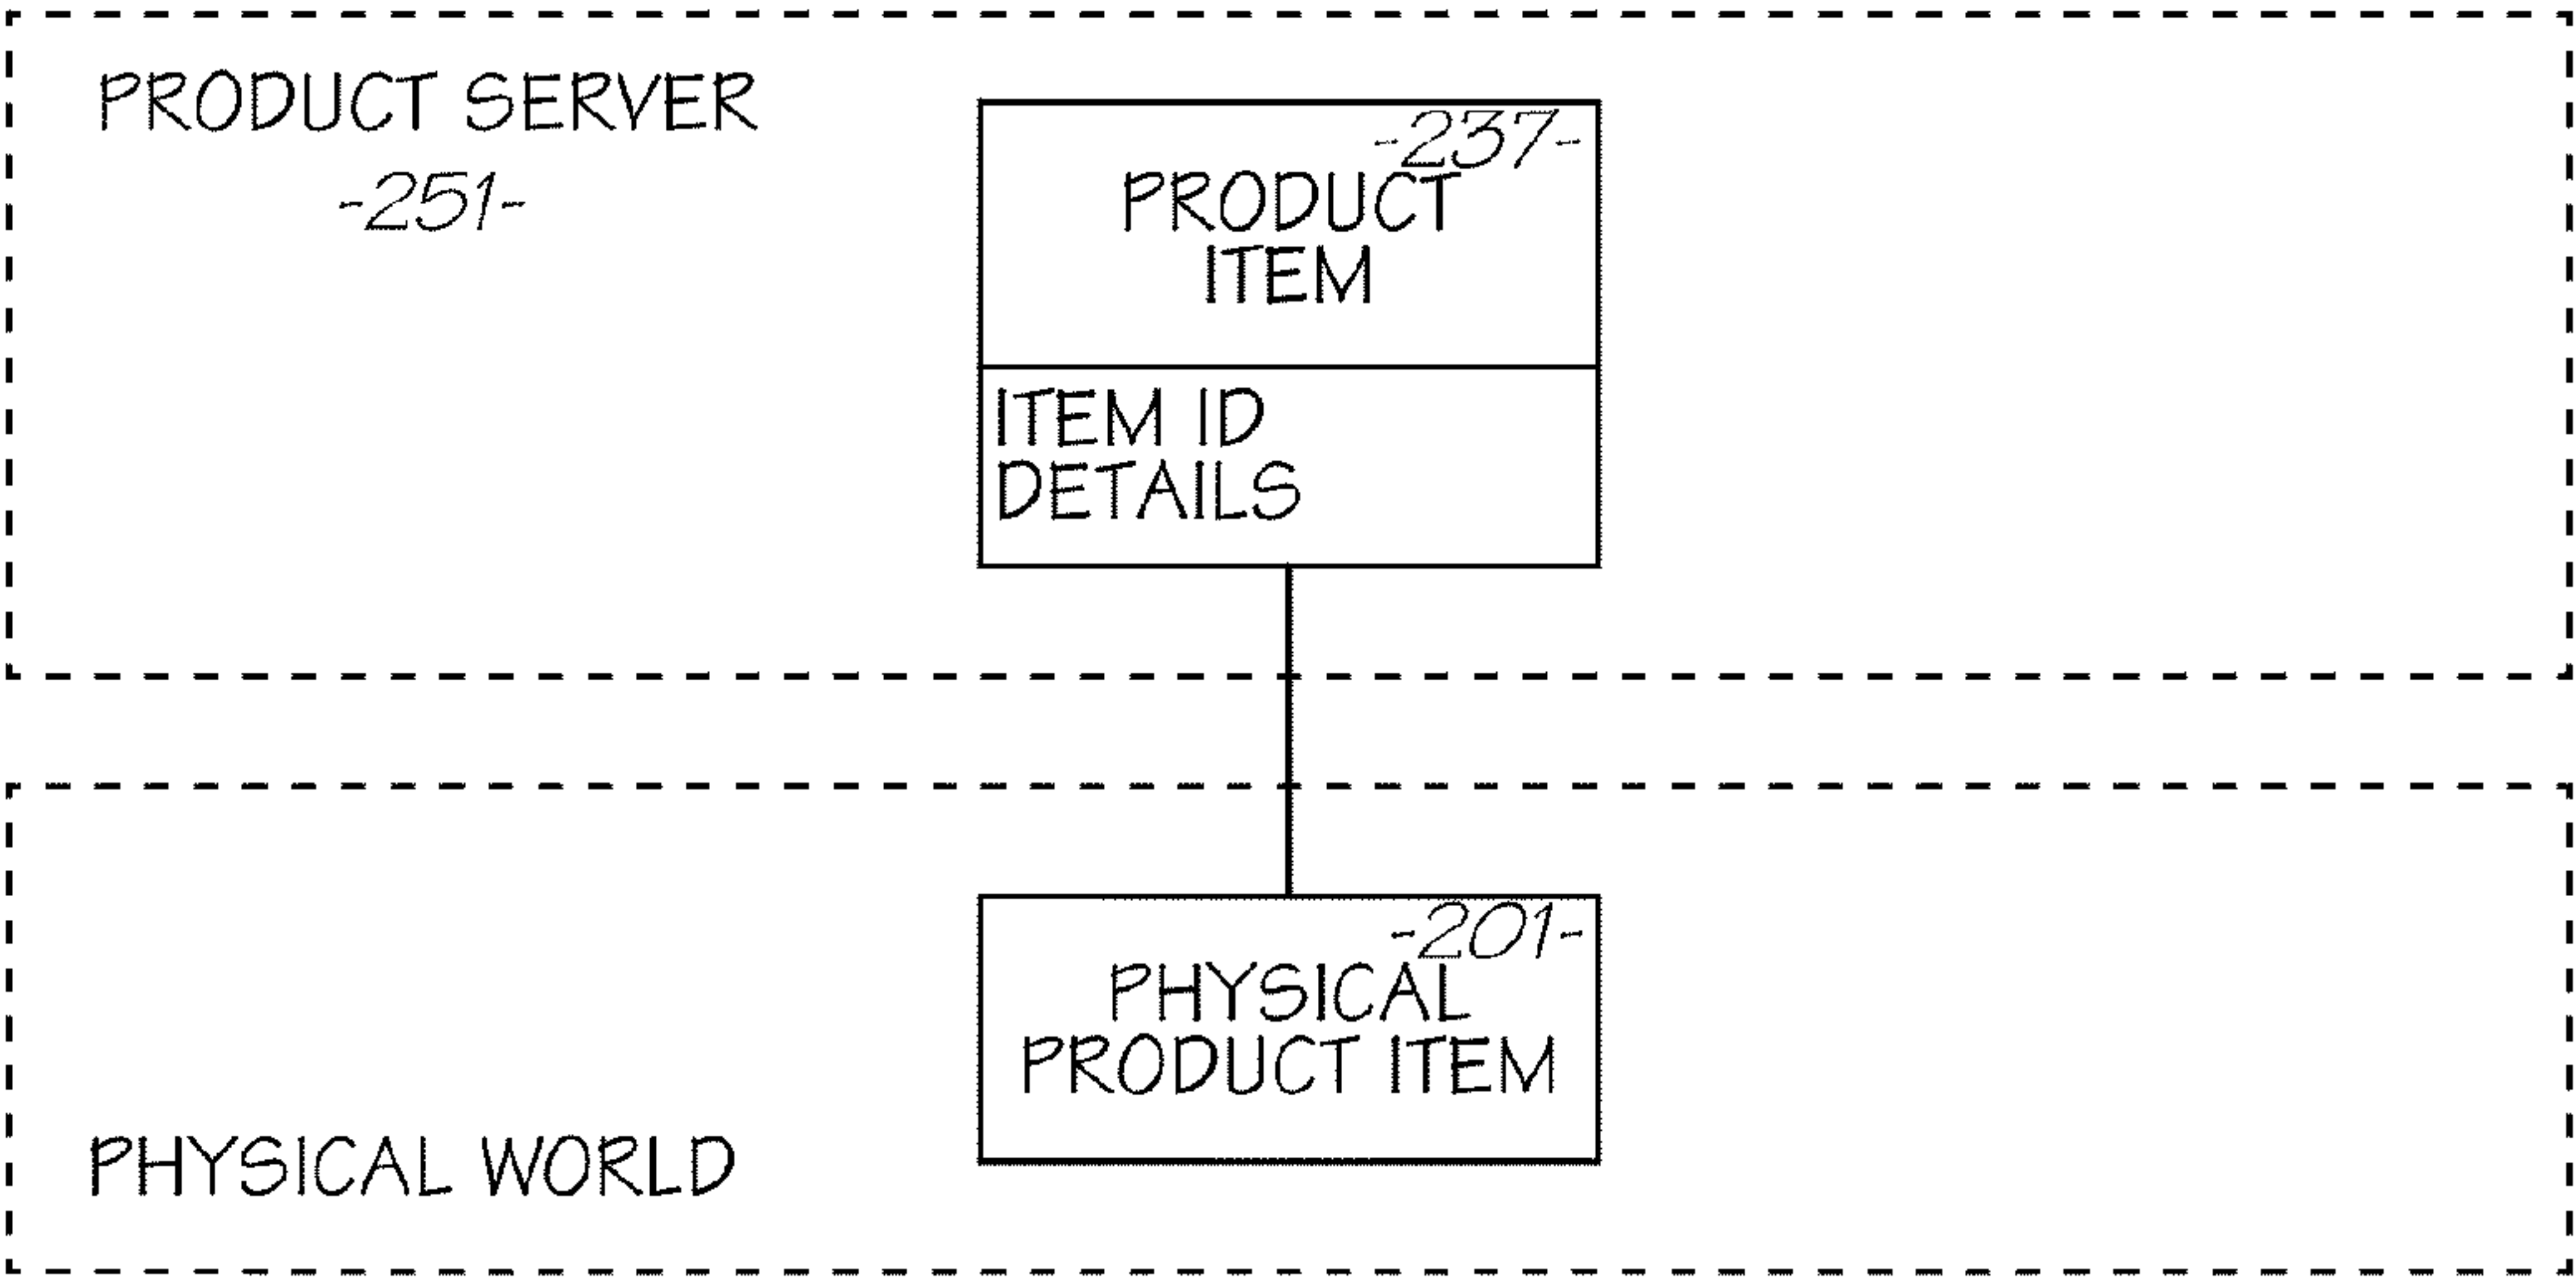 PRODUCT SERVER
-251-
-237-
PRODUCT
ITEM
ITEM ID
DETAILS
-201-
PHYSICAL
PRODUCT ITEM
PHYSICAL WORLD